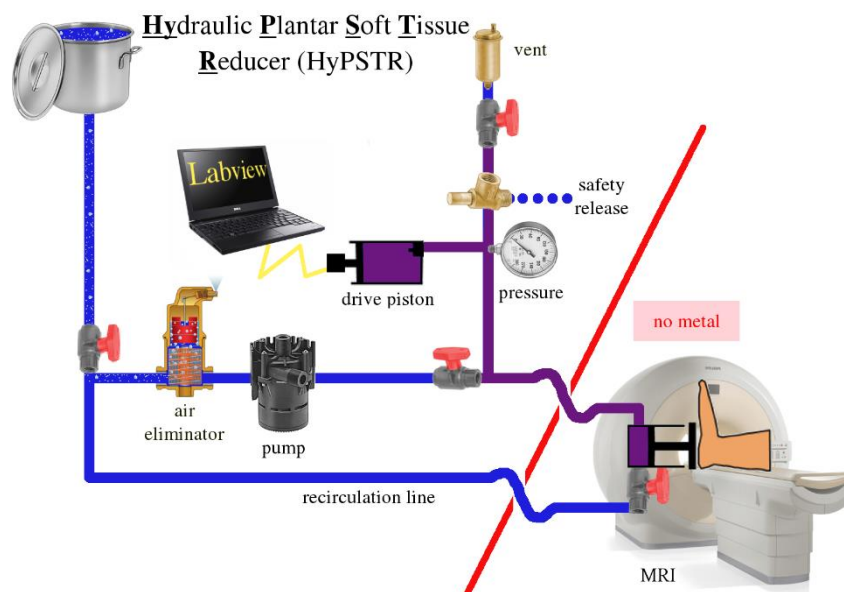 Hydraulic Plantar Soft Tissue
Reducer (HyPSTR)
vent
Labview
safety
release
drive piston
pressure
no metal
air
eliminator
pump
recirculation line
MRI